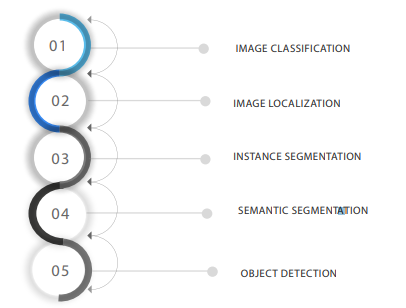 01
IMAGE CLASSIFICATION
02
IMAGE LOCALIZATION
03
INSTANCE SEGMENTATION
04
SEMANTIC SEGMENTATION
05
OBJECT DETECTION